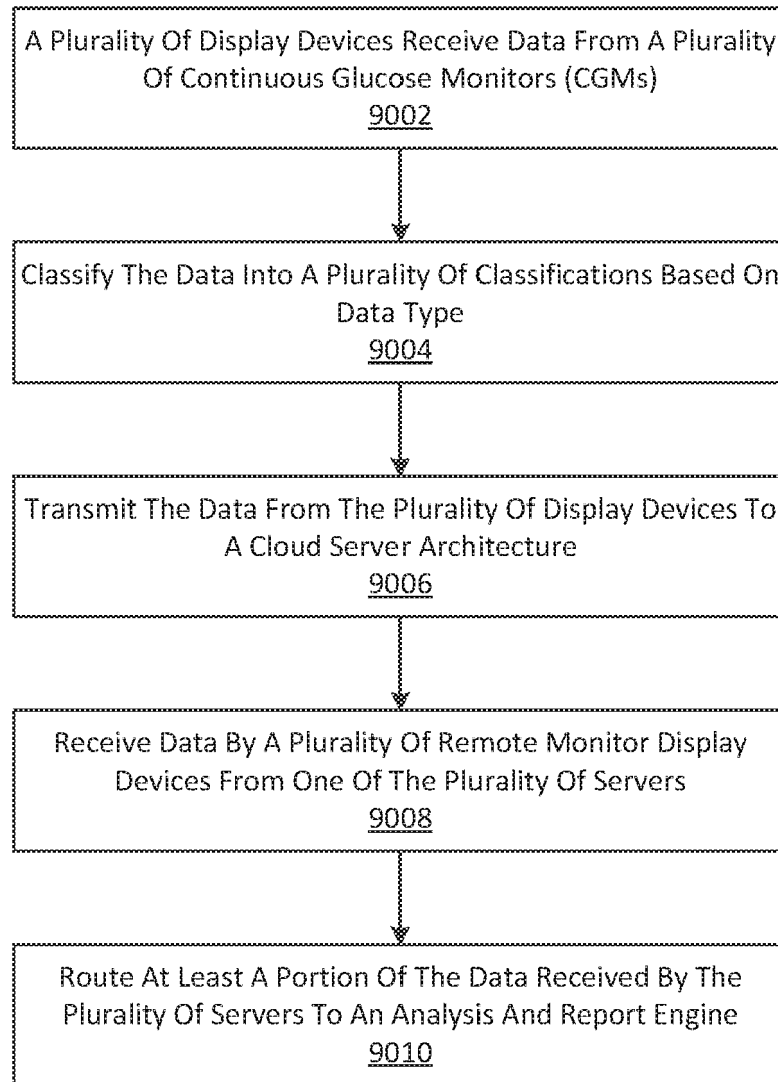 A Plurality Of Display Devices Receive Data From A Plurality
Of Continuous Glucose Monitors (CGMs)
9002
Classify The Data Into A Plurality Of Classifications Based On
Data Type
9004
Transmit The Data From The Plurality Of Display Devices To
A Cloud Server Architecture
9006
Receive Data By A Plurality Of Remote Monitor Display
Devices From One Of The Plurality Of Servers
9008
Route At Least A Portion Of The Data Received By The
Plurality Of Servers To An Analysis And Report Engine
9010